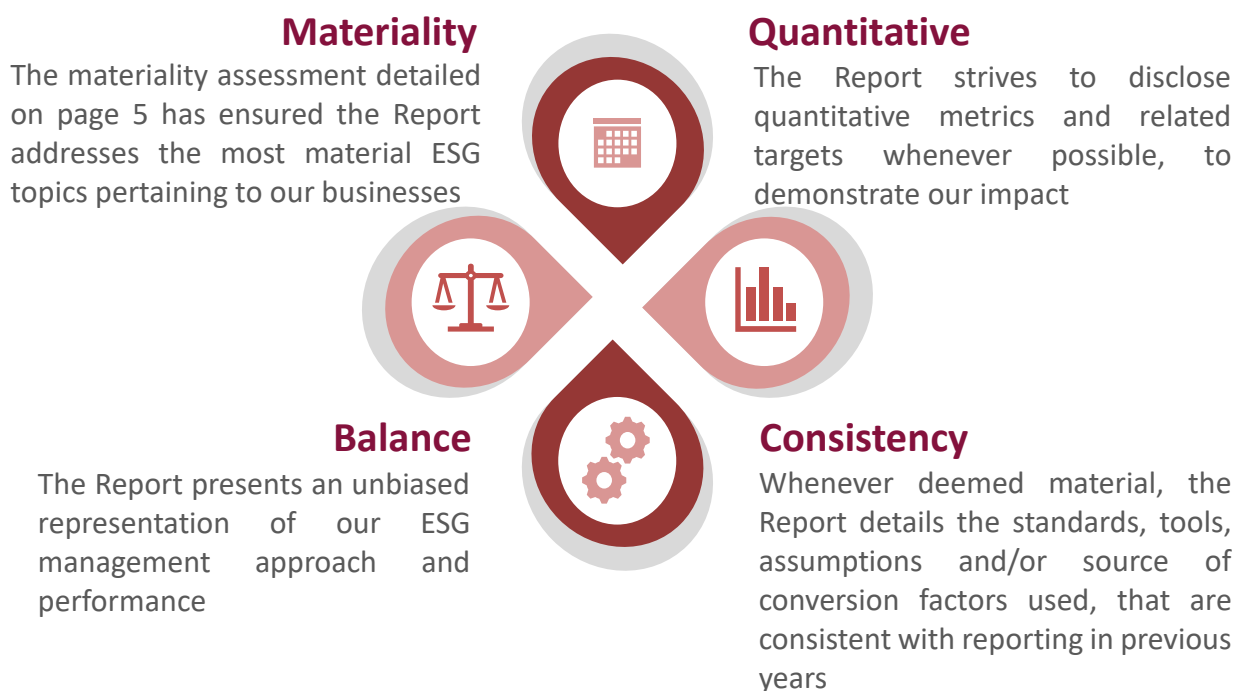 Materiality
The materiality assessment detailed
on page 5 has ensured the Report
addresses the most material ESG
topics pertaining to our businesses
Quantitative
The Report strives to disclose
quantitative metrics and related
targets whenever possible, to
demonstrate our impact
Balance
The Report presents an unbiased
representation of our ESG
management approach and
performance
Consistency
Whenever deemed material, the
Report details the standards, tools,
assumptions and/or source of
conversion factors used, that are
consistent with reporting in previous
years